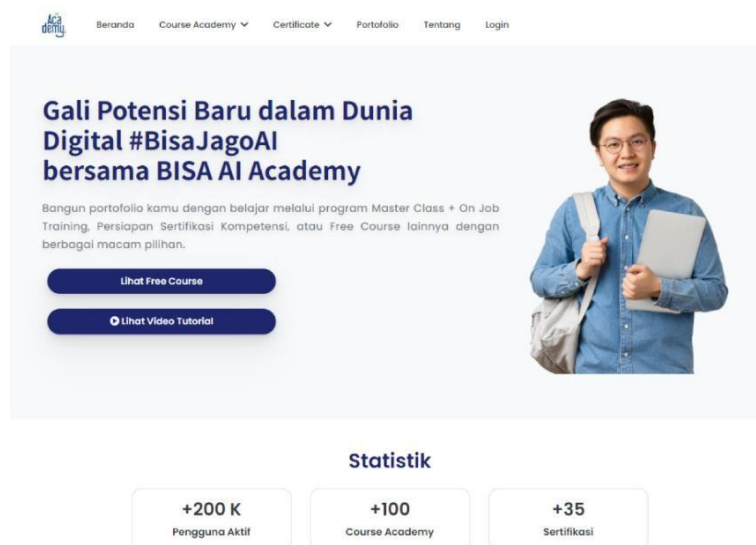 Aca
demy.
Beranda Course Academy Certificate Portofolio Tentang Login
Gali Potensi Baru dalam Dunia
Digital #BisaJagoAI
bersama BISA AI Academy
Bangun portofolio kamu dengan belajar melalui program Master Class + On Job
Training, Persiapan Sertifikasi Kompetensi, atau Free Course lainnya dengan
berbagai macam pilihan.
Lihat Free Course
Lihat Video Tutorial
Statistik
+200 K +100 +35
Pengguna Aktif Course Academy Sertifikasi